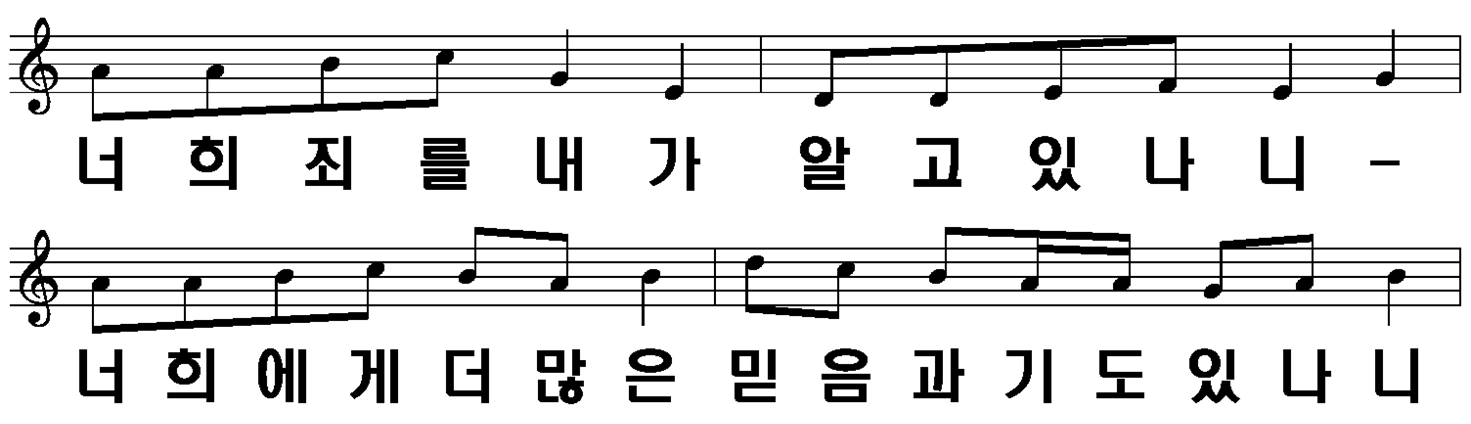 너 희 죄 를 내 가 알 고 있 나 니 -
너 희 에 게 더 많 은 믿 음 과 기 도 있 나 니